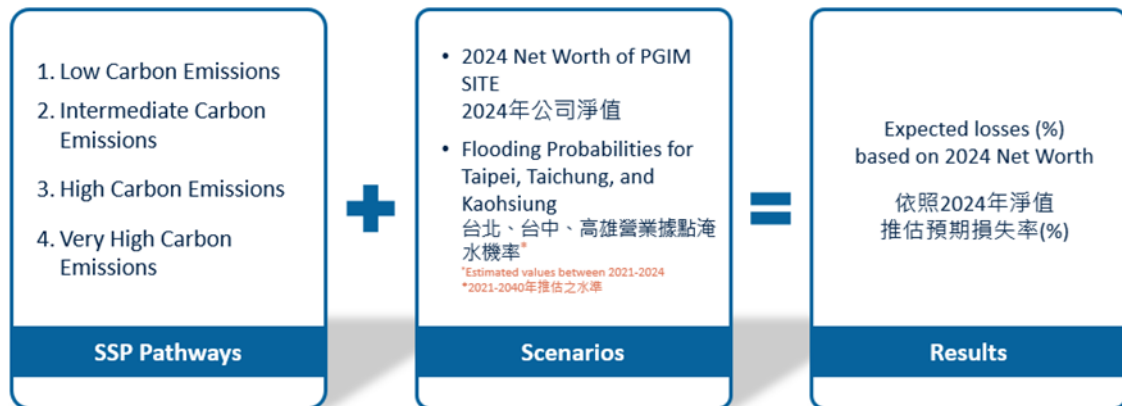 1. Low Carbon Emissions
2. Intermediate Carbon
Emissions
3. High Carbon Emissions
4. Very High Carbon
Emissions
SSP Pathways
• 2024 Net Worth of PGIM
SITE
2024年公司淨值
• Flooding Probabilities for
Taipei, Taichung, and
Kaohsiung
台北、台中、高雄營業據點淹
水機率*
*Estimated values between 2021-2024
*2021-2040年推估之水準
Scenarios
Expected losses (%)
based on 2024 Net Worth
依照2024年淨值
推估預期損失率(%)
Results